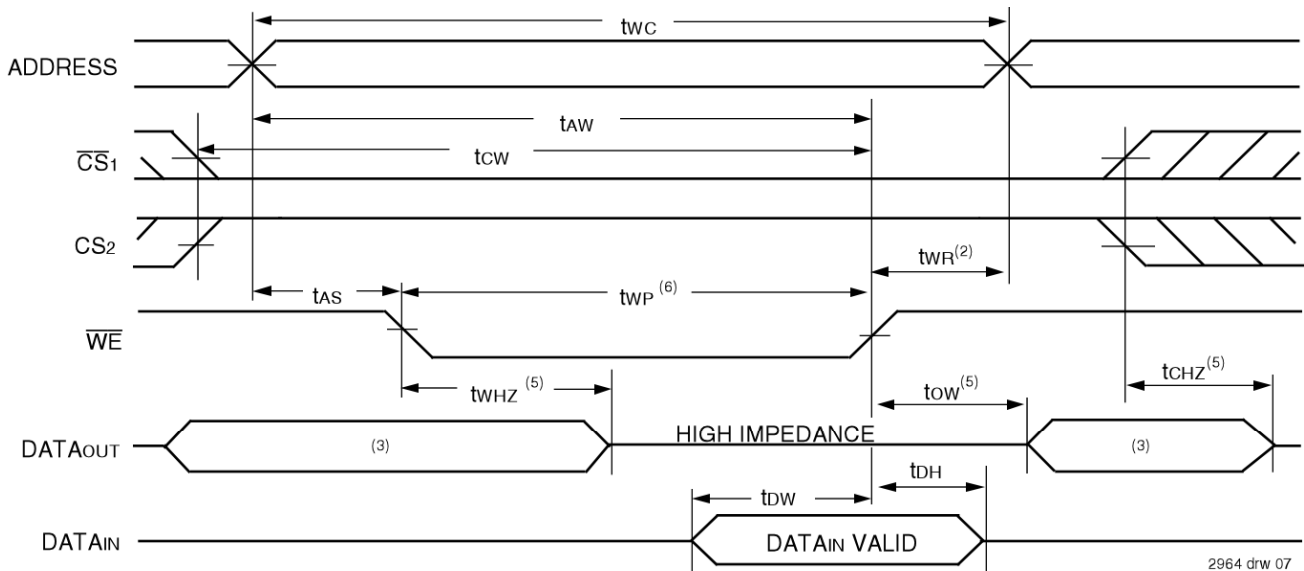 tWC
ADDRESS
tAW
CS1
tCW
CS2
tWR(2)
tAS
tWP (6)
WE
tWHZ (5)
tOW(5)
tCHZ(5)
DATAOUT
(3)
HIGH IMPEDANCE
(3)
tDW
tDH
DATAIN
DATAIN VALID
2964 drw 07